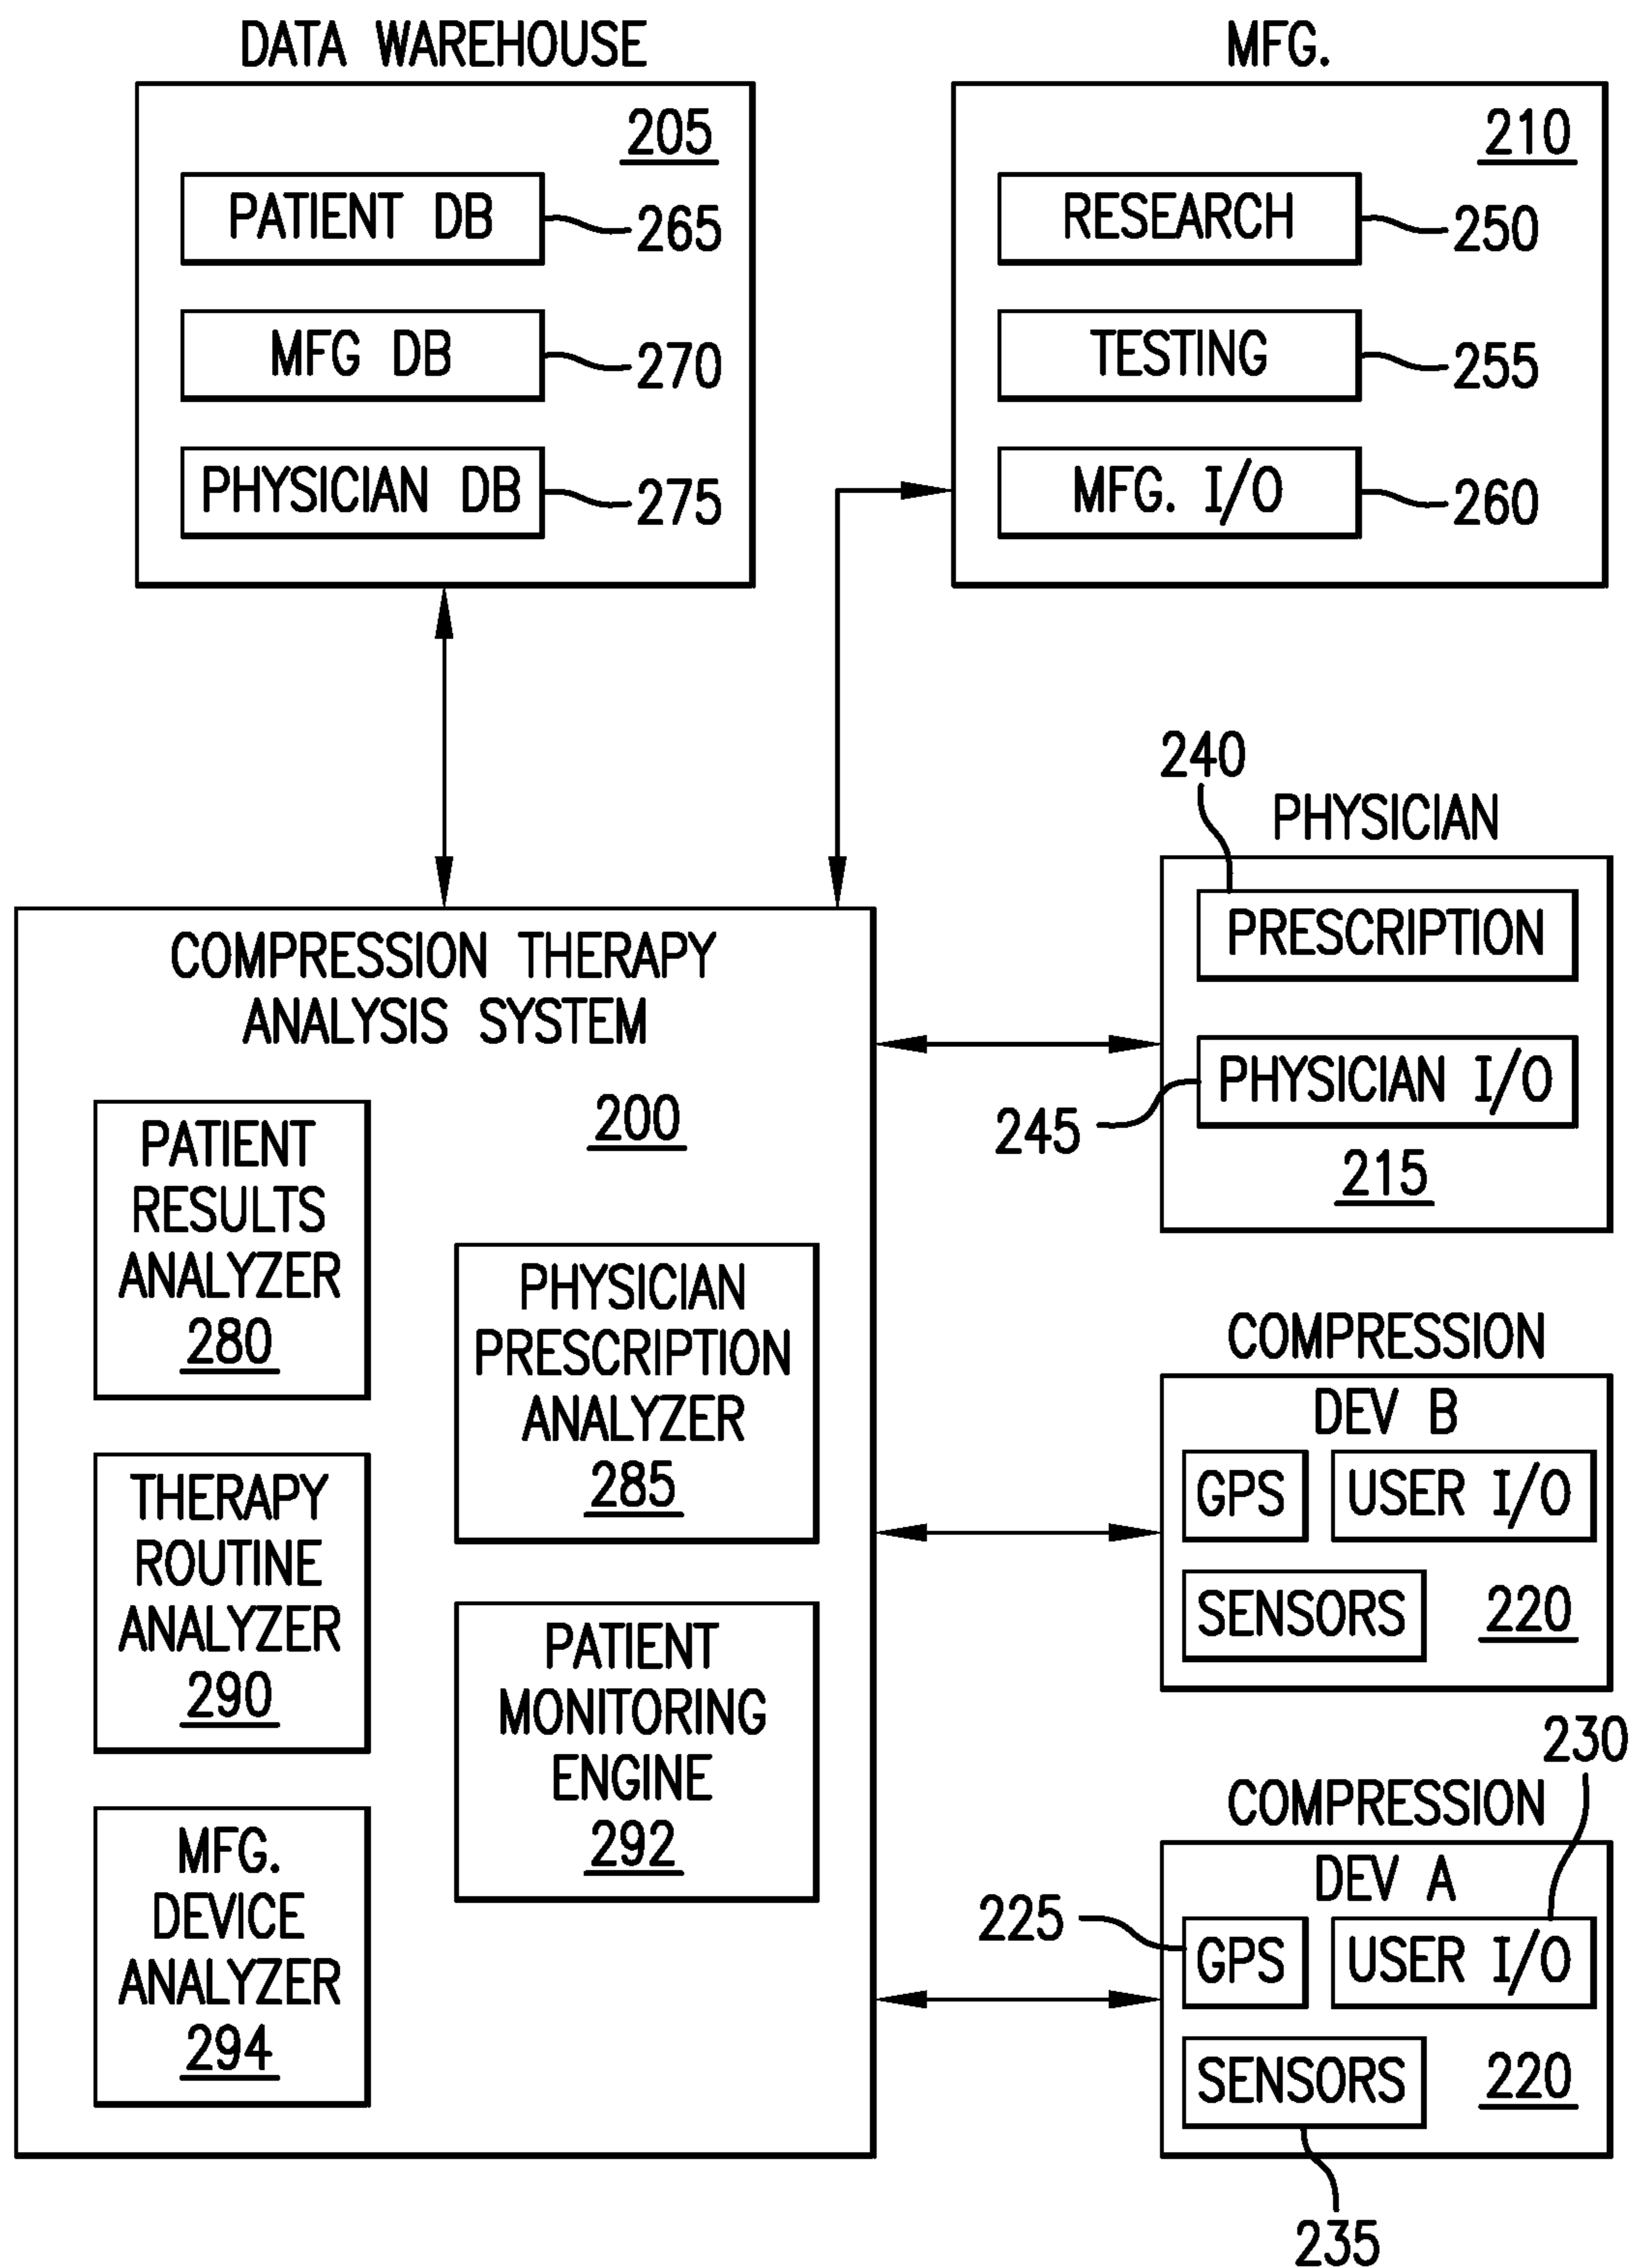 DATA WAREHOUSE
205
PATIENT DB
265
MFG DB
270
PHYSICIAN DB
275
MFG.
210
RESEARCH
250
TESTING
255
MFG. I/O
260
COMPRESSION THERAPY
ANALYSIS SYSTEM
200
PATIENT
RESULTS
ANALYZER
280
PHYSICIAN
PRESCRIPTION
ANALYZER
285
THERAPY
ROUTINE
ANALYZER
290
PATIENT
MONITORING
ENGINE
292
MFG.
DEVICE
ANALYZER
294
240
PHYSICIAN
PRESCRIPTION
PHYSICIAN I/O
245
215
COMPRESSION
DEV B
GPS
USER I/O
SENSORS
220
230
COMPRESSION
DEV A
225
GPS
USER I/O
SENSORS
220
235